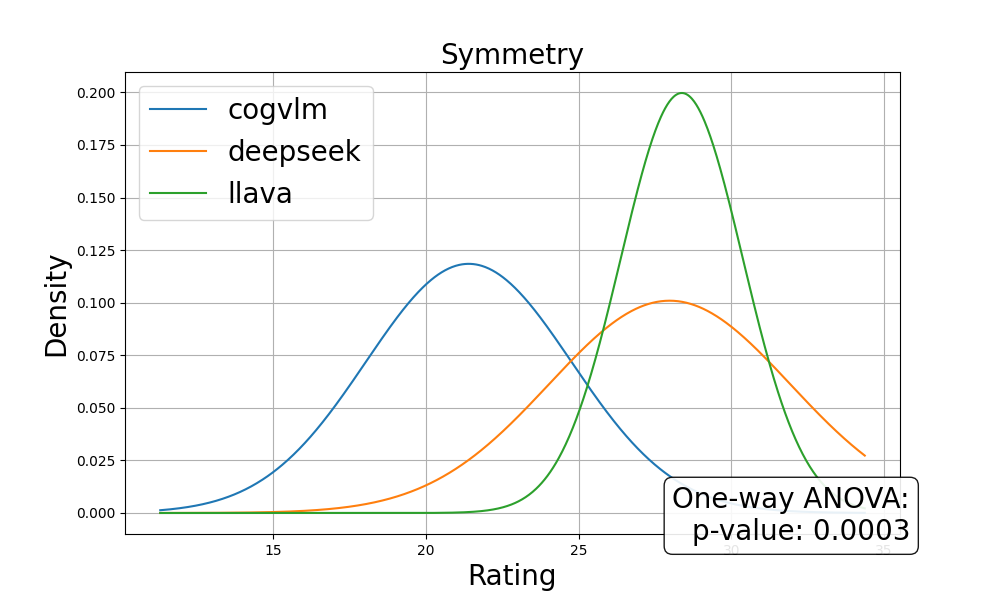 Symmetry
cogvlm
deepseek
llava
0.200
0.175
0.150
0.125
0.100
0.075
0.050
0.025
0.000
Density
One-way ANOVA:
p-value: 0.0003
15 20 25 30 35
Rating